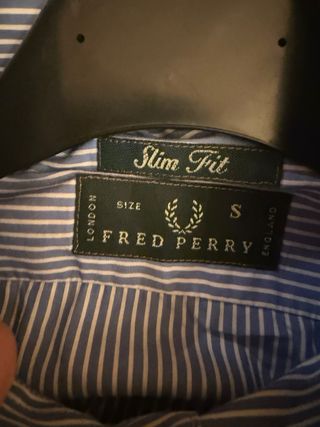 Slim Fit
LONDON
SIZE S
FRED PERRY
ENGLAND